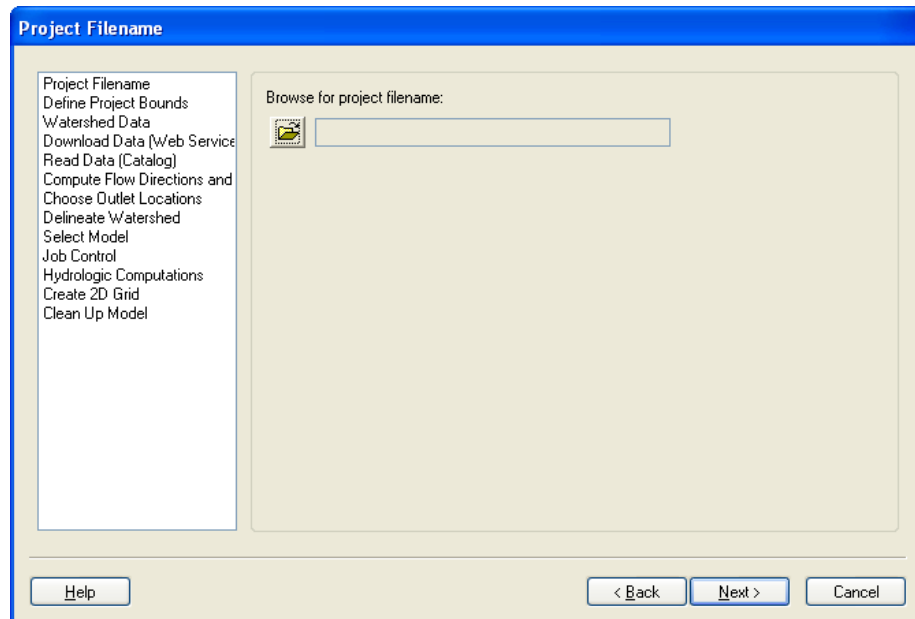 Project Filename
Project Filename
Define Project Bounds
Watershed Data
Download Data (Web Service
Read Data (Catalog)
Compute Flow Directions and
Choose Outlet Locations
Delineate Watershed
Select Model
Job Control
Hydrologic Computations
Create 2D Grid
Clean Up Model
Browse for project filename:
Help
< Back
Next >
Cancel